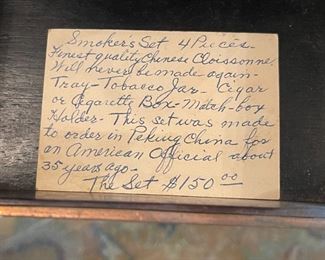 Smoker's Set 4 Pieces-
Finest quality Chinese Cloissonne.
Will never be made again-
Tray-Tobacco Jar- Cigar
or Cigarette Box-Match-box
Holder- This set was made
to order in Peking China for
an American Official about
35 years ago-
The Set $150.00